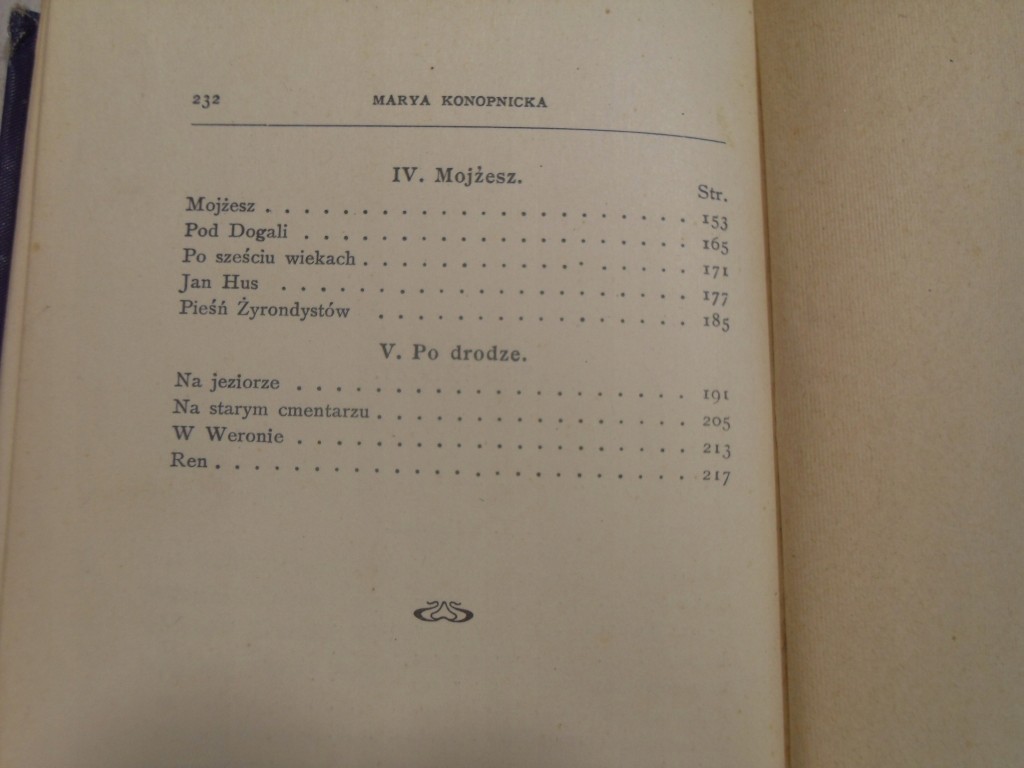 232 MARYA KONOPNICKA
IV. Mojżesz.
Str.
Mojżesz . . . . . . . . . . . . . . . . . . . . . . 153
Pod Dogali . . . . . . . . . . . . . . . . . . . . 165
Po sześciu wiekach . . . . . . . . . . . . . . . . . 171
Jan Hus . . . . . . . . . . . . . . . . . . . . . 177
Pieśń Żyrondystów . . . . . . . . . . . . . . . . 185
V. Po drodze.
Na jeziorze . . . . . . . . . . . . . . . . . . . . 191
Na starym cmentarzu . . . . . . . . . . . . . . . . 205
W Weronie . . . . . . . . . . . . . . . . . . . . 213
Ren . . . . . . . . . . . . . . . . . . . . . . . . 217